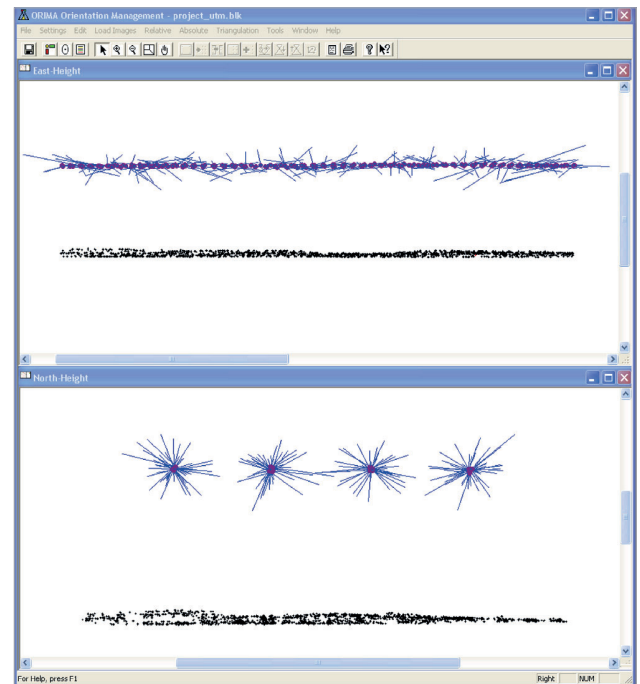 ORIMA Orientation Management - project_utm.blk
File Settings Edit Load Images Relative Absolute Triangulation Tools Window Help
East-Height
North-Height
For Help, press F1
Right NUM